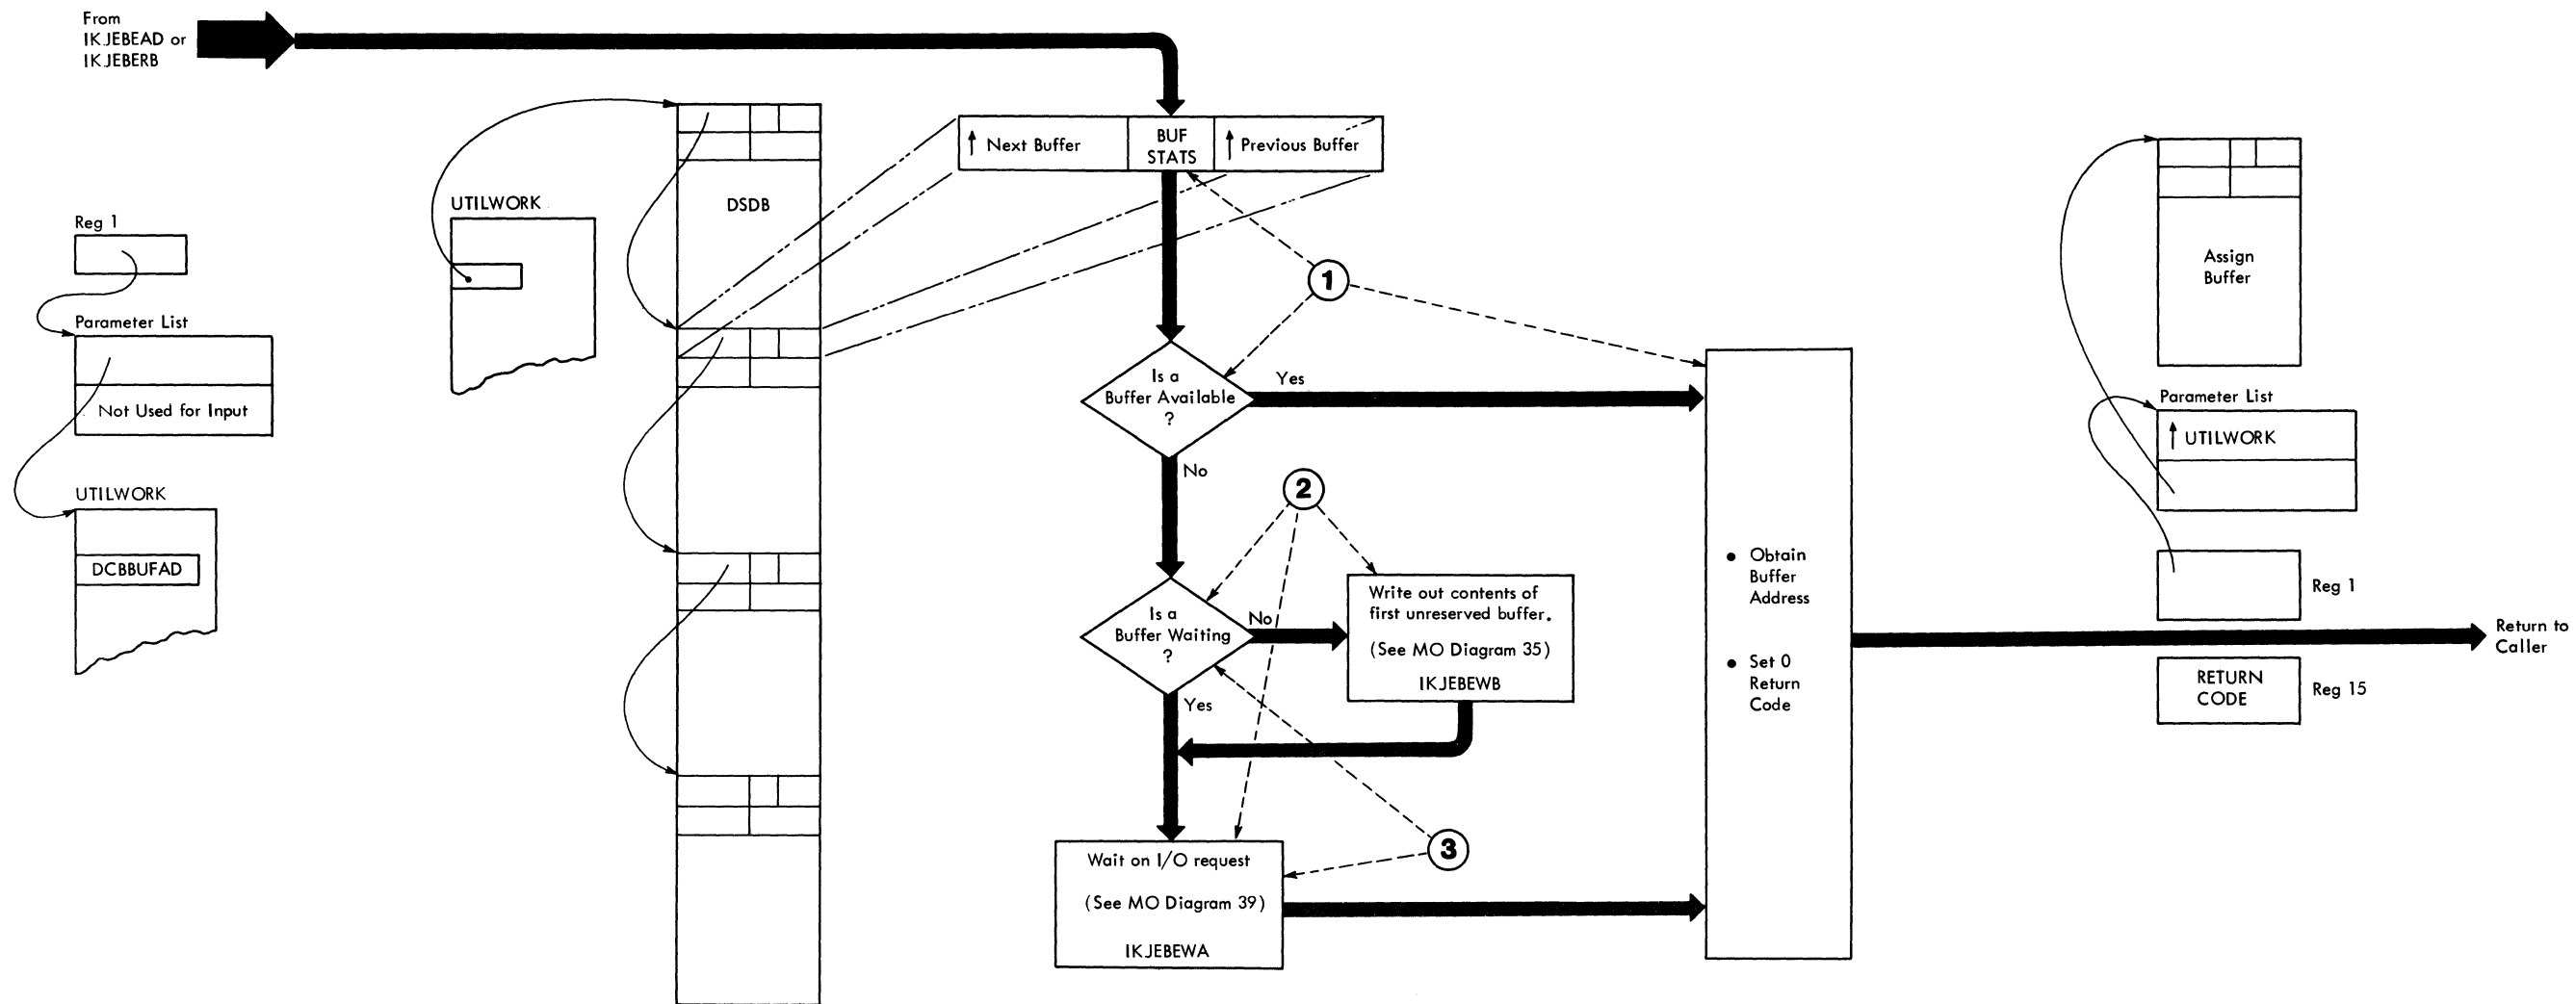 From
IKJEBEAD or
IKJEBERB
Reg 1
Parameter List
Not Used for Input
UTILWORK
DCBBUFAD
UTILWORK
DSDB
↑ Next Buffer
BUF
STATS
↑ Previous Buffer
1
Is a
Buffer Available
?
Yes
No
2
Is a
Buffer Waiting
?
No
Yes
Write out contents of
first unreserved buffer.
(See MO Diagram 35)
IKJEBEWB
3
Wait on I/O request
(See MO Diagram 39)
IKJEBEWA
• Obtain
Buffer
Address
• Set 0
Return
Code
Assign
Buffer
Parameter List
↑ UTILWORK
Reg 1
Return to
Caller
RETURN
CODE
Reg 15